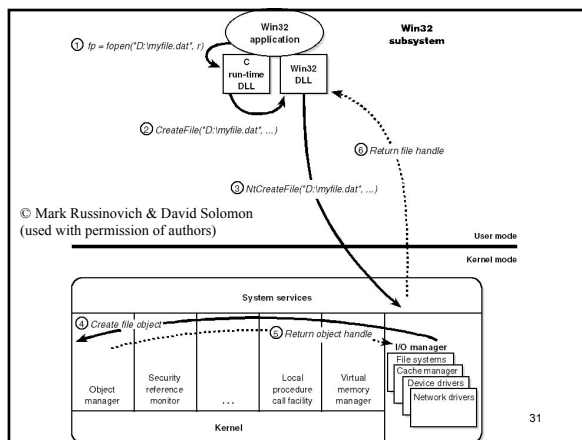 Win32
application
Win32
subsystem
1 fp = fopen("D:\myfile.dat", r)
C
run-time
DLL
Win32
DLL
2 CreateFile("D:\myfile.dat", ...)
6 Return file handle
3 NtCreateFile("D:\myfile.dat", ...)
© Mark Russinovich & David Solomon
(used with permission of authors)
User mode
Kernel mode
System services
4 Create file object
5 Return object handle
I/O manager
File systems
Cache manager
Device drivers
Network drivers
Object
manager
Security
reference
monitor
...
Local
procedure
call facility
Virtual
memory
manager
Kernel
31